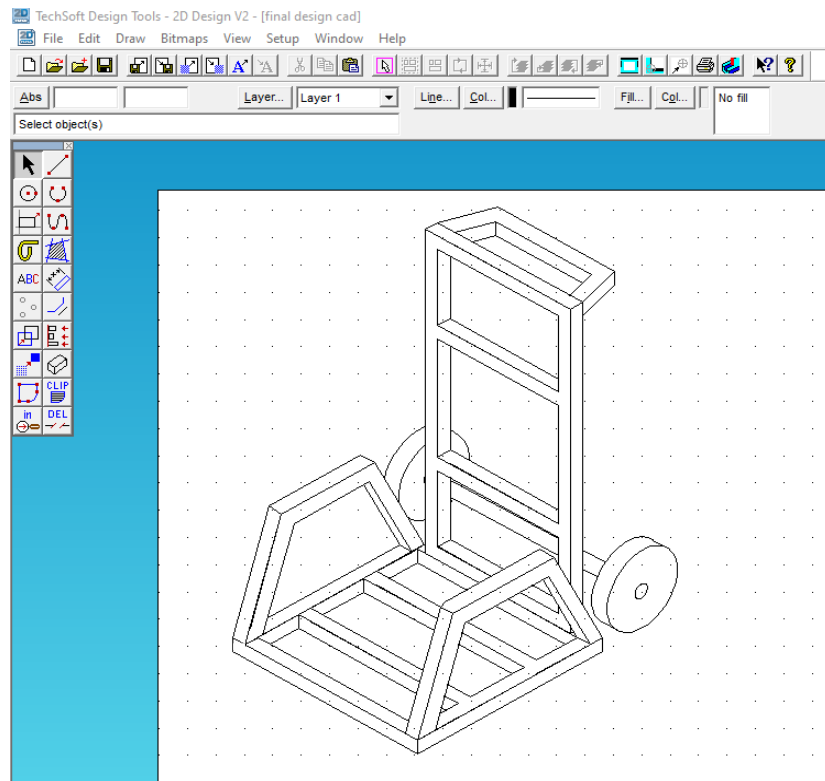 TechSoft Design Tools - 2D Design V2 - [final design cad]
File Edit Draw Bitmaps View Setup Window Help
Abs Layer... Layer 1 Line... Col... Fill... Col... No fill
Select object(s)
ABC
CLIP
in DEL